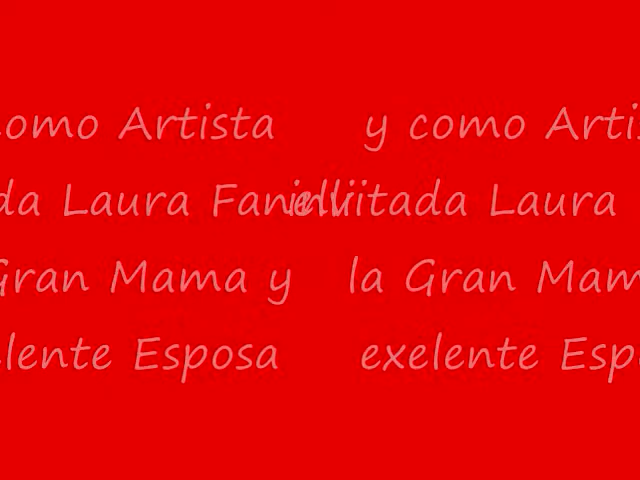 omo Artista y como Artis
da Laura Laura
Gran Mama y la Gran Mam
lente Esposa exelente Esp